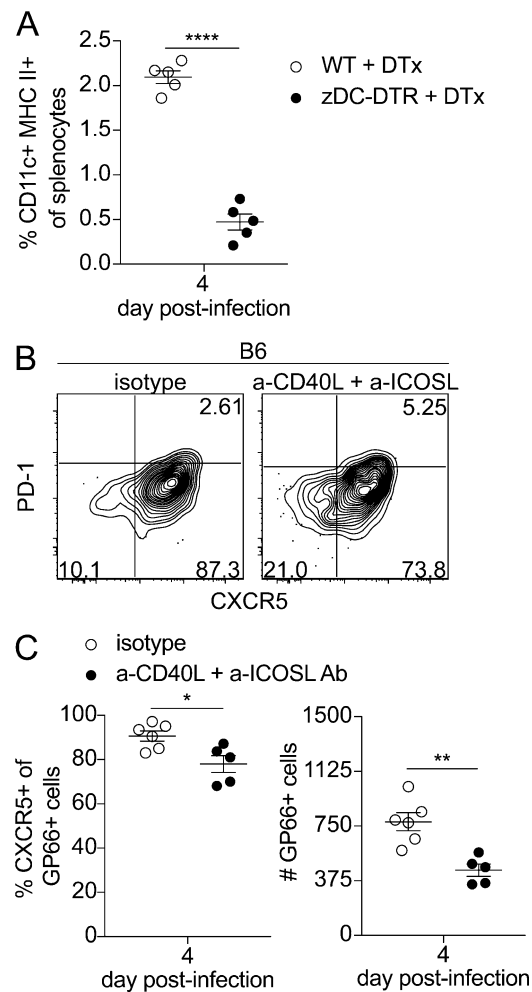 A
2.5
2.0
1.5
1.0
0.5
0.0
% CD11c+ MHC II+
of splenocytes
****
4
day post-infection
WT + DTx
zDC-DTR + DTx
B
B6
isotype
a-CD40L + a-ICOSL
2.61
10.1
87.3
5.25
21.0
73.8
PD-1
CXCR5
C
isotype
a-CD40L + a-ICOSL Ab
100
80
60
40
20
0
% CXCR5+ of
GP66+ cells
*
4
day post-infection
1500
1125
750
375
0
# GP66+ cells
**
4
day post-infection